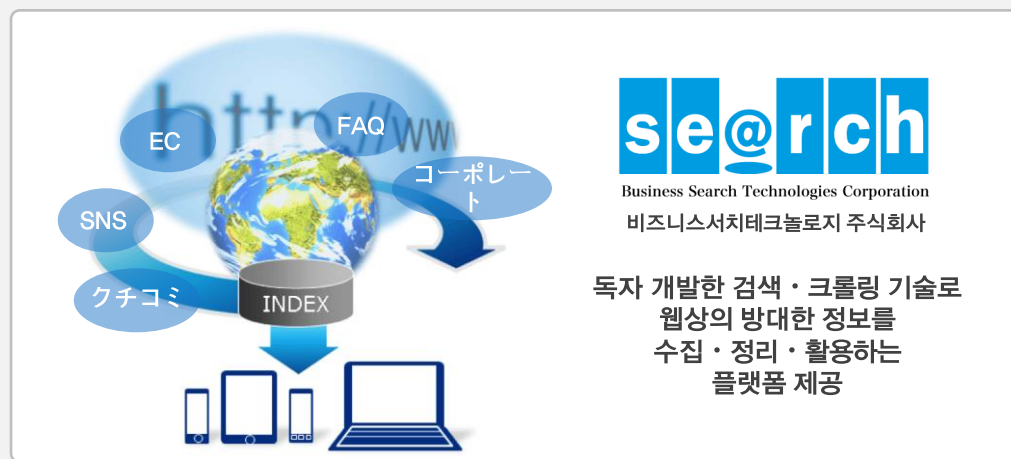 http://www
EC
FAQ
コーポレー
ト
SNS
クチコミ
INDEX
se@rch
Business Search Technologies Corporation
비즈니스서치테크놀로지 주식회사
독자 개발한 검색・크롤링 기술로
웹상의 방대한 정보를
수집・정리・활용하는
플랫폼 제공